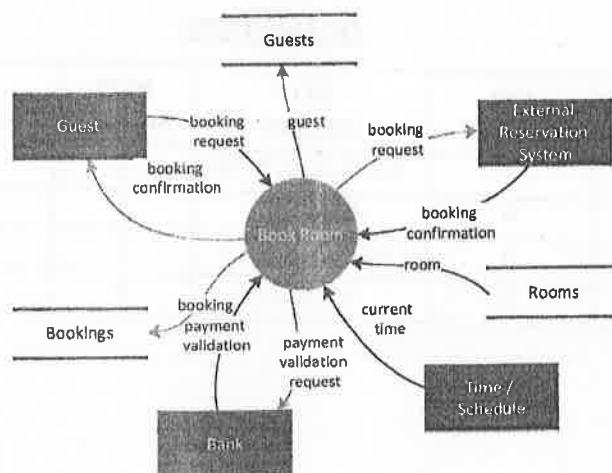 Guests
Guest
booking
request
guest
booking
request
External
Reservation
System
booking
confirmation
Book Room
booking
confirmation
room
Rooms
Bookings
booking
payment
validation
current
time
payment
validation
request
Time /
Schedule
Bank